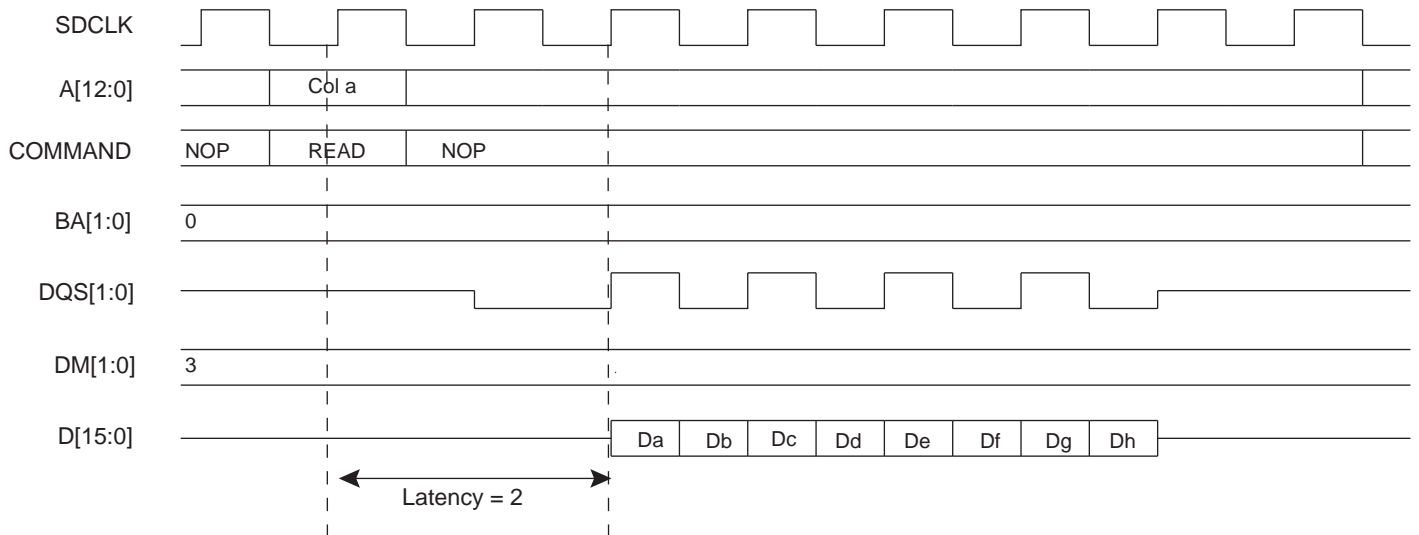 SDCLK
A[12:0] Col a
COMMAND NOP READ NOP
BA[1:0] 0
DQS[1:0]
DM[1:0] 3
D[15:0] Da Db Dc Dd De Df Dg Dh
Latency = 2